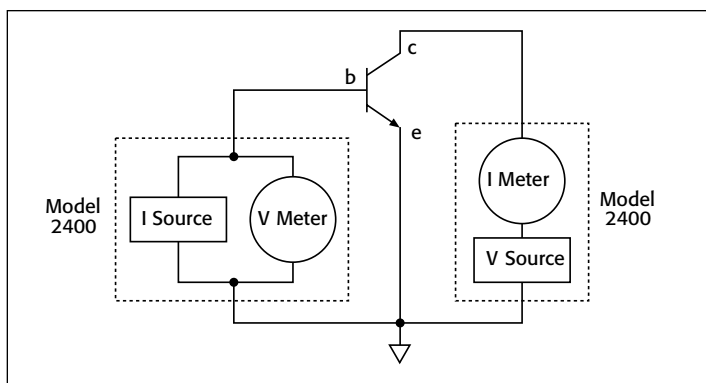 c
b
e
Model
2400
I Source
V Meter
I Meter
V Source
Model
2400